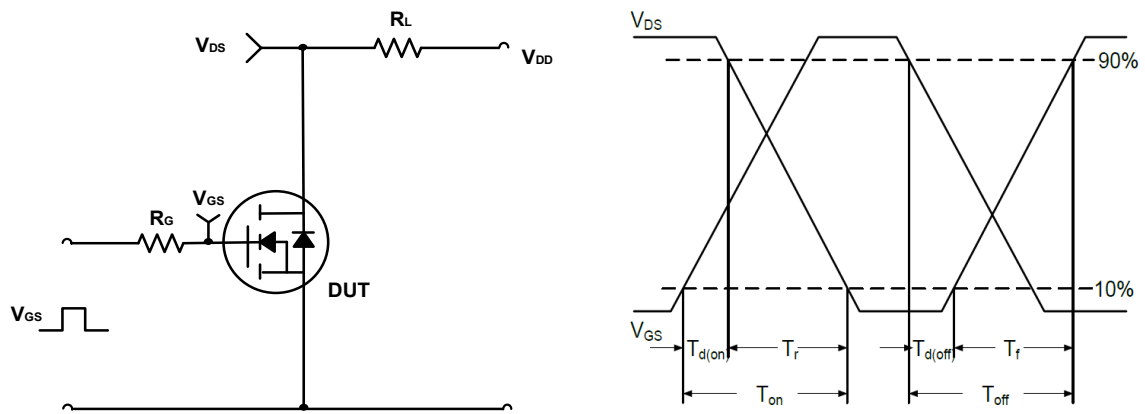 RL
VDS
VDD
VGS
RG
DUT
VGS
VDS
90%
10%
VGS
Td(on)
Tr
Td(off)
Tf
Ton
Toff